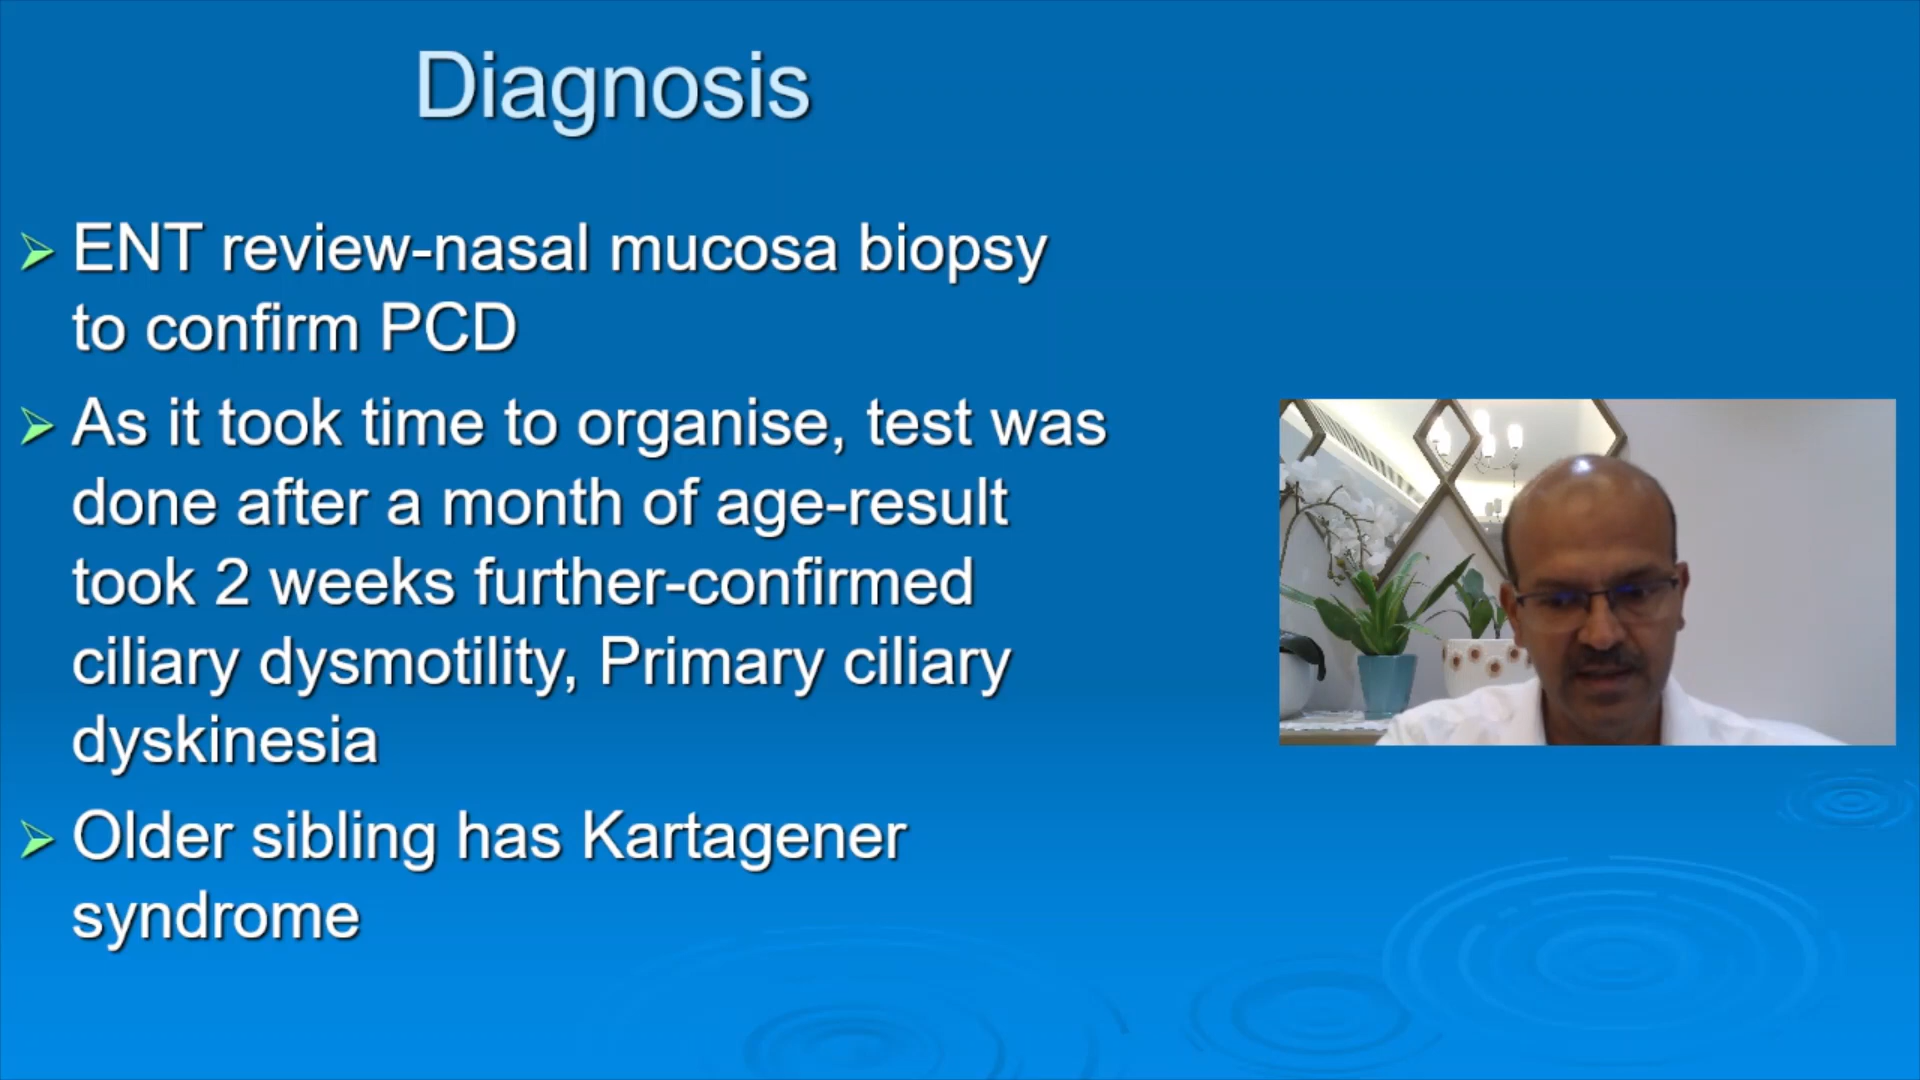 Diagnosis
ENT review-nasal mucosa biopsy
to confirm PCD
As it took time to organise, test was
done after a month of age-result
took 2 weeks further-confirmed
ciliary dysmotility, Primary ciliary
dyskinesia
Older sibling has Kartagener
syndrome